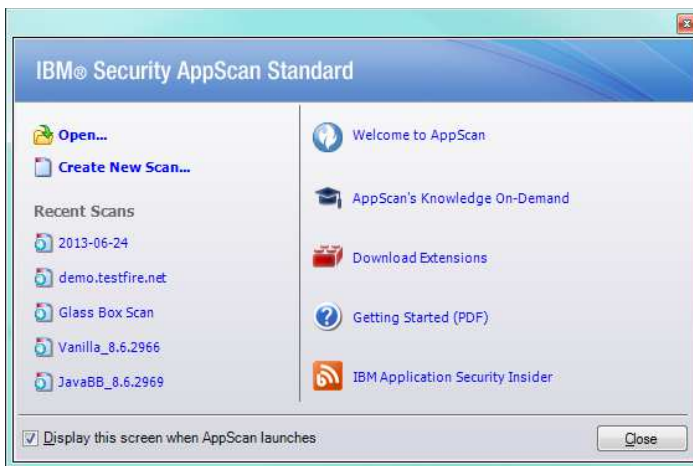 IBM® Security AppScan Standard
Open...
Create New Scan...
Recent Scans
2013-06-24
demo.testfire.net
Glass Box Scan
Vanilla_8.6.2966
JavaBB_8.6.2969
Welcome to AppScan
AppScan's Knowledge On-Demand
Download Extensions
Getting Started (PDF)
IBM Application Security Insider
Display this screen when AppScan launches
Close